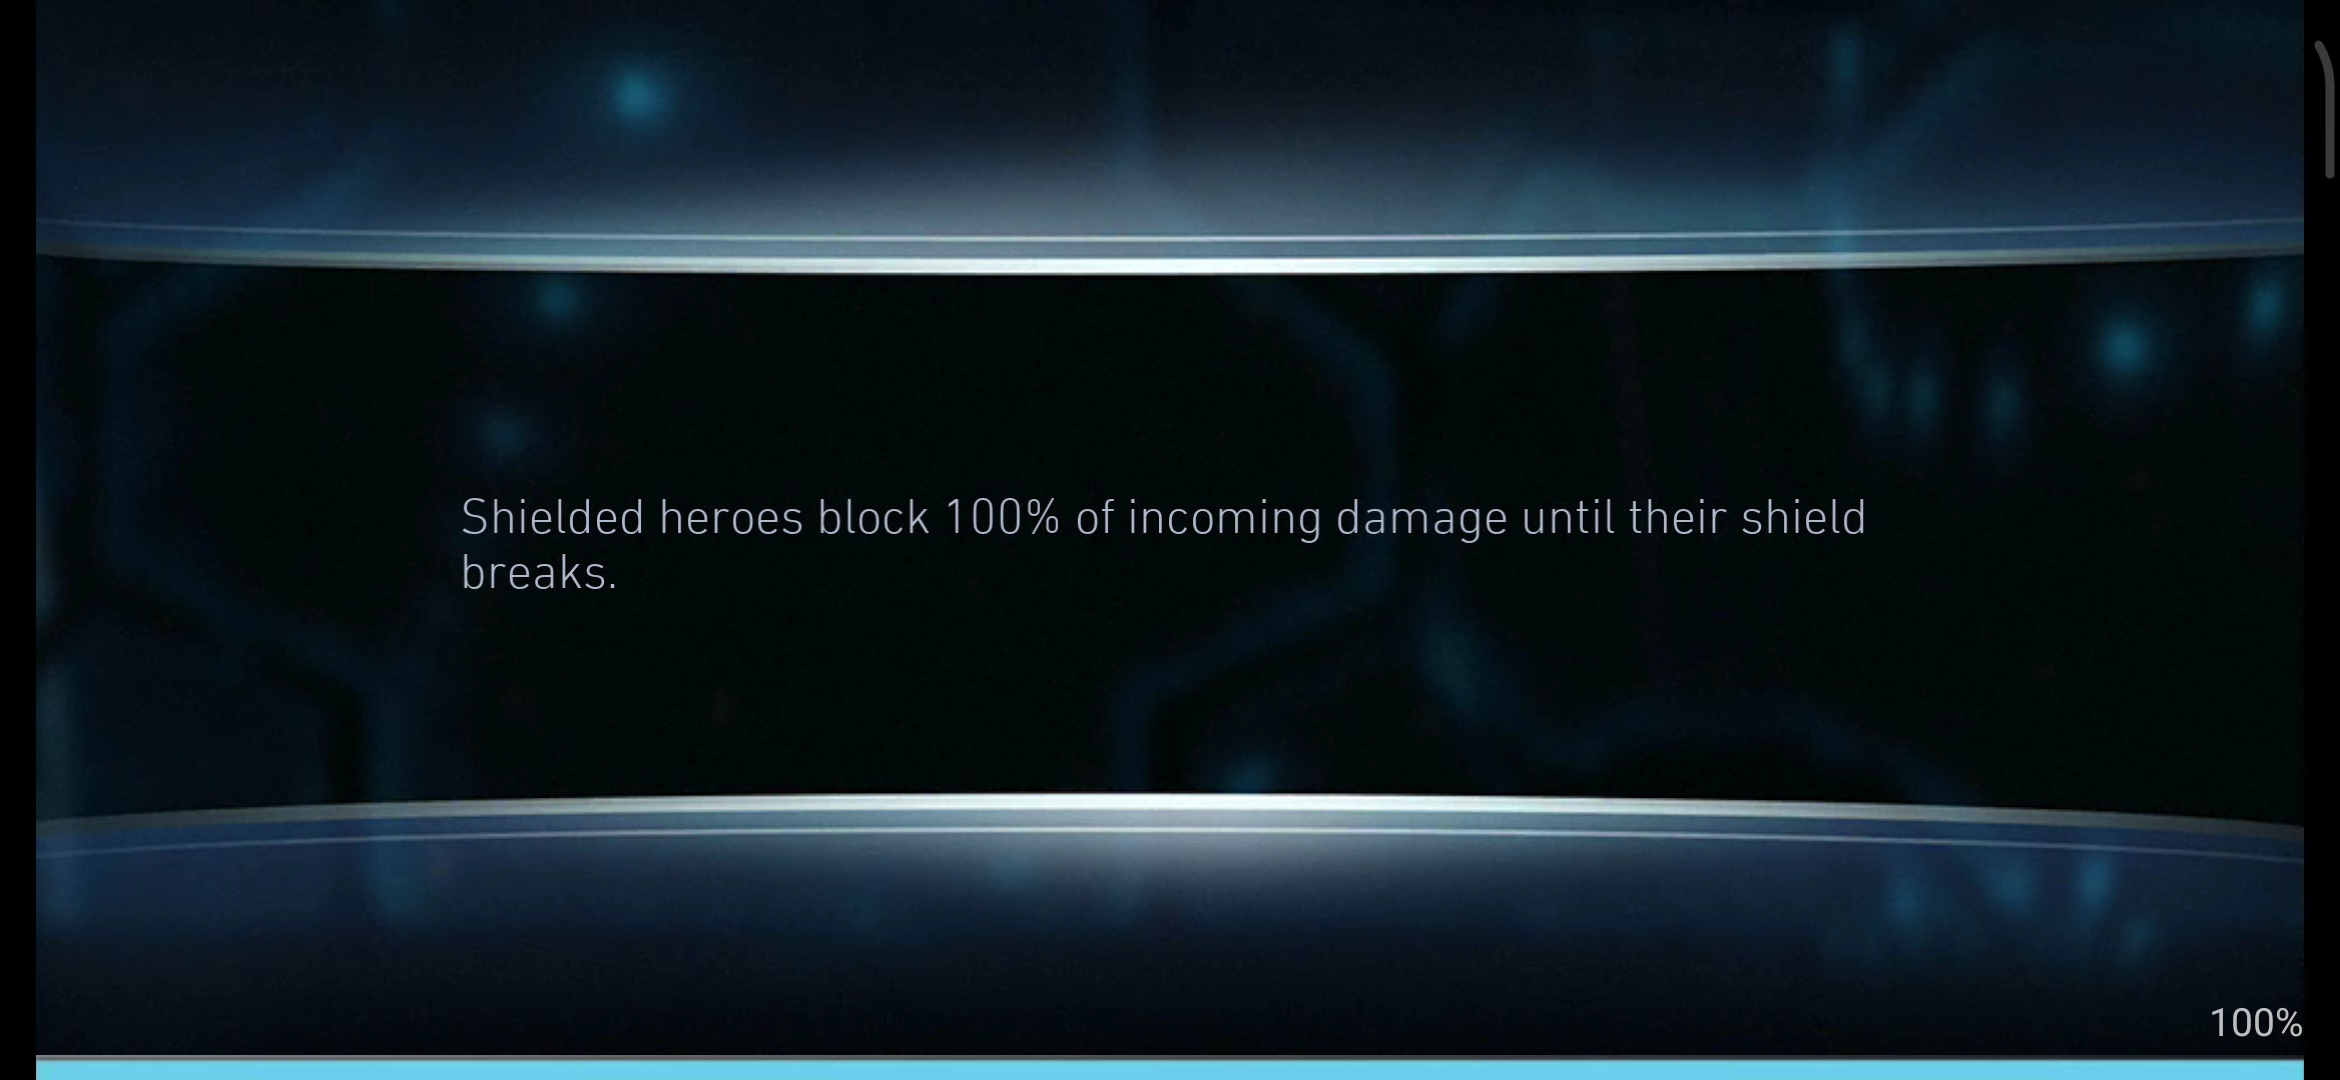 Shielded heroes block 100% of incoming damage until their shield
breaks.
100%